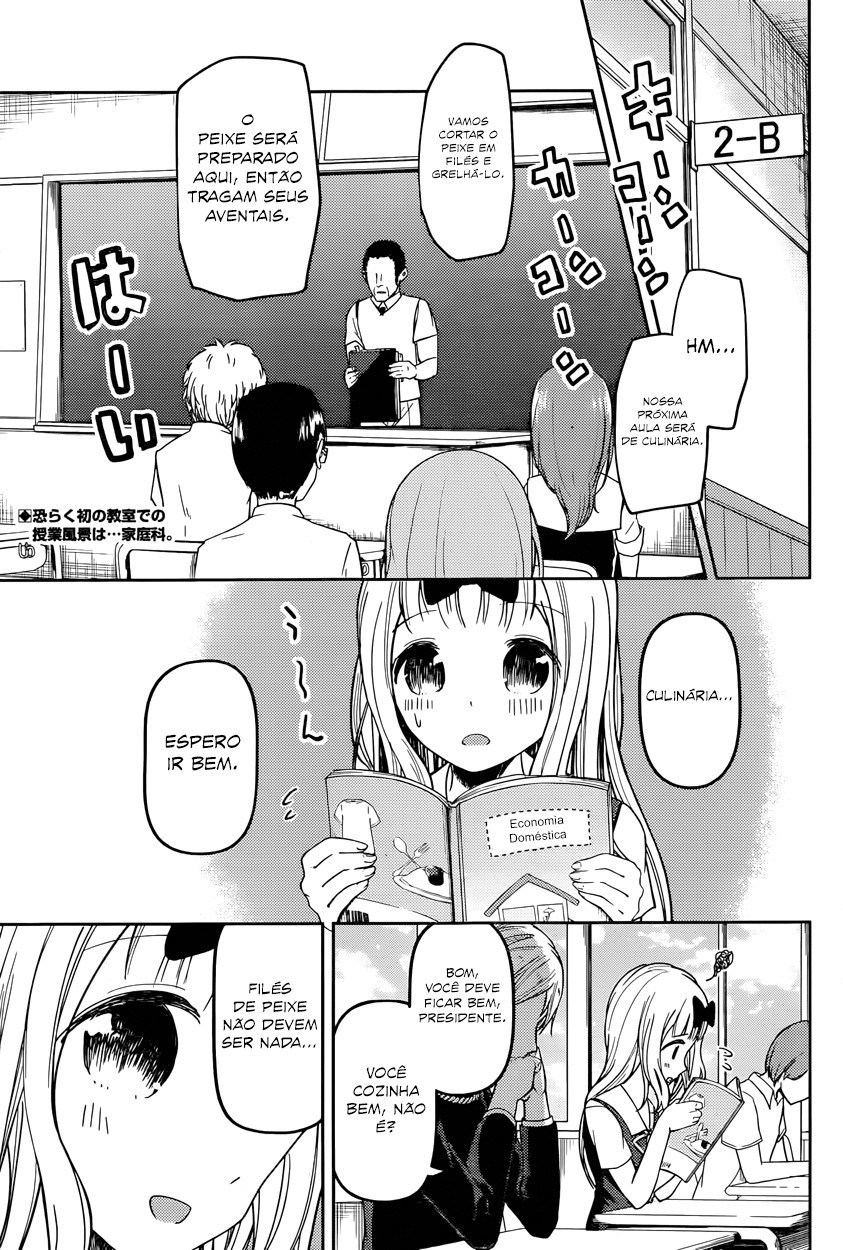 キーン
コーン
2-B
カーン
コーン
HM...
NOSSA
PRÓXIMA
AULA SERÁ
DE CULINÁRIA.
VAMOS
CORTAR O
PEIXE EM
FILÉS E
GRELHÁ-LO.
O
PEIXE SERÁ
PREPARADO
AQUI, ENTÃO
TRAGAM SEUS
AVENTAIS.
はーい
◆恐らく初の教室での
授業風景は…家庭科。
CULINÁRIA...
う〜〜ん
ESPERO
IR BEM.
Economia
Doméstica
BOM,
VOCÊ DEVE
FICAR BEM,
PRESIDENTE.
VOCÊ
COZINHA
BEM, NÃO
É?
FILÉS
DE PEIXE
NÃO DEVEM
SER NADA...